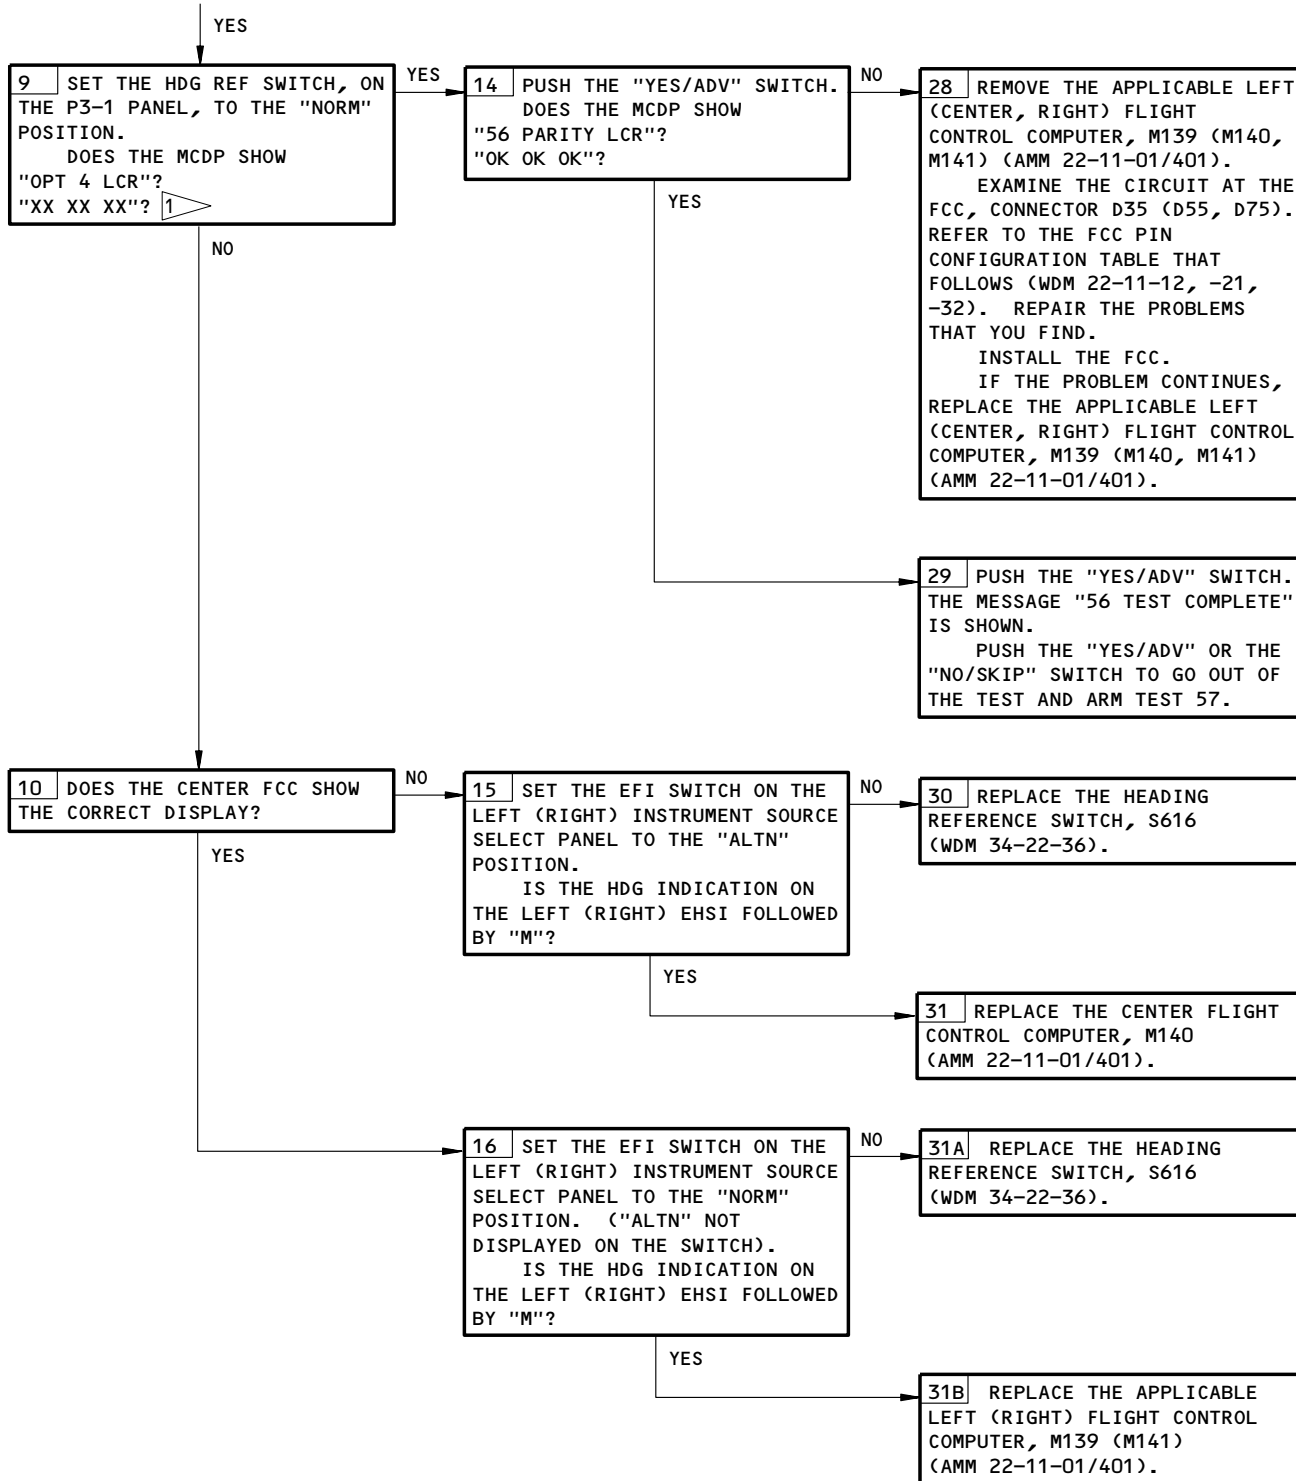 YES
9 SET THE HDG REF SWITCH, ON
THE P3-1 PANEL, TO THE "NORM"
POSITION.
DOES THE MCDP SHOW
"OPT 4 LCR"?
"XX XX XX"? 1
YES
NO
14 PUSH THE "YES/ADV" SWITCH.
DOES THE MCDP SHOW
"56 PARITY LCR"?
"OK OK OK"?
NO
YES
28 REMOVE THE APPLICABLE LEFT
(CENTER, RIGHT) FLIGHT
CONTROL COMPUTER, M139 (M140,
M141) (AMM 22-11-01/401).
EXAMINE THE CIRCUIT AT THE
FCC, CONNECTOR D35 (D55, D75).
REFER TO THE FCC PIN
CONFIGURATION TABLE THAT
FOLLOWS (WDM 22-11-12, -21,
-32). REPAIR THE PROBLEMS
THAT YOU FIND.
INSTALL THE FCC.
IF THE PROBLEM CONTINUES,
REPLACE THE APPLICABLE LEFT
(CENTER, RIGHT) FLIGHT CONTROL
COMPUTER, M139 (M140, M141)
(AMM 22-11-01/401).
29 PUSH THE "YES/ADV" SWITCH.
THE MESSAGE "56 TEST COMPLETE"
IS SHOWN.
PUSH THE "YES/ADV" OR THE
"NO/SKIP" SWITCH TO GO OUT OF
THE TEST AND ARM TEST 57.
10 DOES THE CENTER FCC SHOW
THE CORRECT DISPLAY?
NO
YES
15 SET THE EFI SWITCH ON THE
LEFT (RIGHT) INSTRUMENT SOURCE
SELECT PANEL TO THE "ALTN"
POSITION.
IS THE HDG INDICATION ON
THE LEFT (RIGHT) EHSI FOLLOWED
BY "M"?
NO
YES
30 REPLACE THE HEADING
REFERENCE SWITCH, S616
(WDM 34-22-36).
31 REPLACE THE CENTER FLIGHT
CONTROL COMPUTER, M140
(AMM 22-11-01/401).
16 SET THE EFI SWITCH ON THE
LEFT (RIGHT) INSTRUMENT SOURCE
SELECT PANEL TO THE "NORM"
POSITION. ("ALTN" NOT
DISPLAYED ON THE SWITCH).
IS THE HDG INDICATION ON
THE LEFT (RIGHT) EHSI FOLLOWED
BY "M"?
NO
YES
31A REPLACE THE HEADING
REFERENCE SWITCH, S616
(WDM 34-22-36).
31B REPLACE THE APPLICABLE
LEFT (RIGHT) FLIGHT CONTROL
COMPUTER, M139 (M141)
(AMM 22-11-01/401).